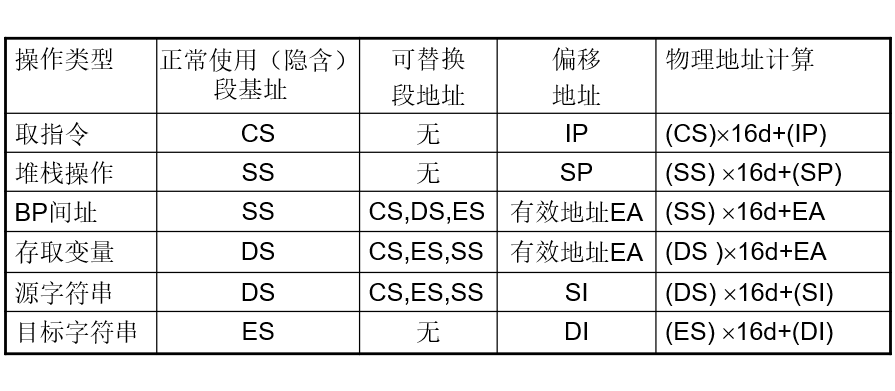 操作类型 正常使用（隐含）段基址 可替换段地址 偏移地址 物理地址计算
取指令 CS 无 IP (CS)×16d+(IP)
堆栈操作 SS 无 SP (SS) ×16d+(SP)
BP间址 SS CS,DS,ES 有效地址EA (SS) ×16d+EA
存取变量 DS CS,ES,SS 有效地址EA (DS )×16d+EA
源字符串 DS CS,ES,SS SI (DS) ×16d+(SI)
目标字符串 ES 无 DI (ES) ×16d+(DI)